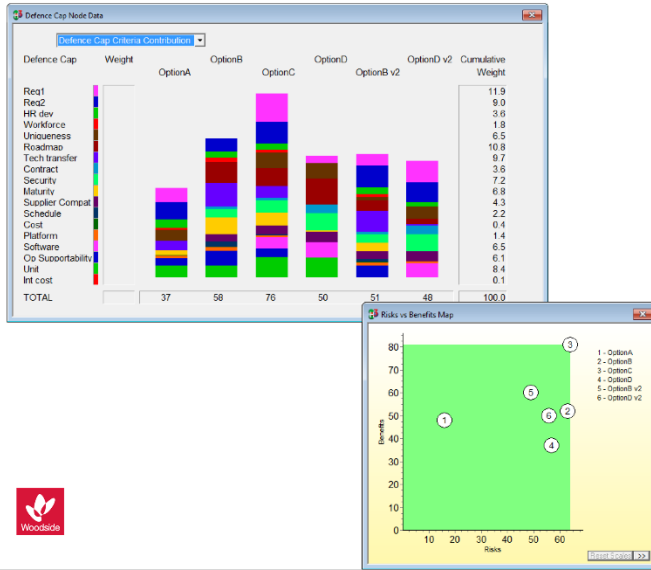 Defence Cap Node Data
Defence Cap Criteria Contribution
Defence Cap Weight OptionA OptionB OptionC OptionD OptionB v2 OptionD v2 Cumulative Weight
Req1 11.9
Req2 9.0
HR dev 3.6
Workforce 1.8
Uniqueness 6.5
Roadmap 10.8
Tech transfer 9.7
Contract 3.6
Security 7.2
Maturity 6.8
Supplier Compat 4.3
Schedule 2.2
Cost 0.4
Platform 1.4
Software 6.5
Op Supportability 6.1
Unit 8.4
Int cost 0.1
TOTAL 37 58 76 50 51 48 100.0
Risks vs Benefits Map
80
70
60
50
40
30
20
10
0
Benefits
10 20 30 40 50 60
Risks
3
5
2
6
1
4
1 - OptionA
2 - OptionB
3 - OptionC
4 - OptionD
5 - OptionB v2
6 - OptionD v2
Reset Scales >>
Woodside